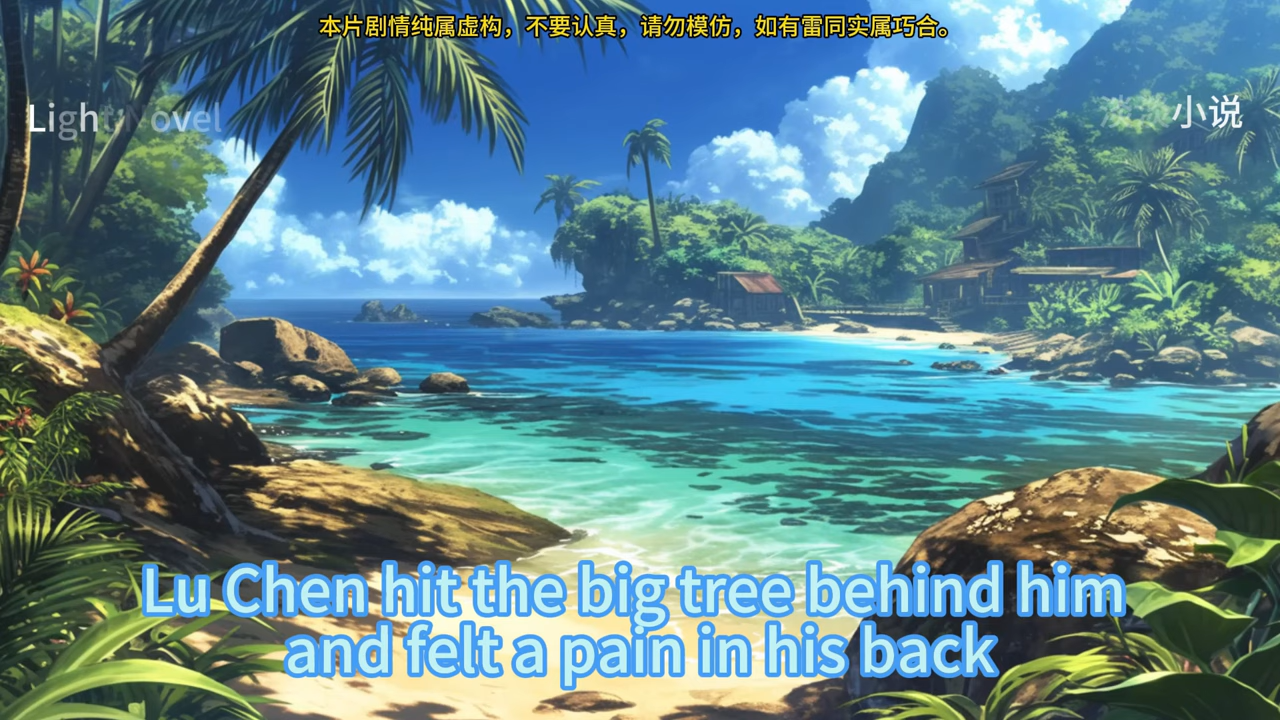 本片剧情纯属虚构，不要认真，请勿模仿，如有雷同实属巧合。
Light Novel
小说
Lu Chen hit the big tree behind him
and felt a pain in his back